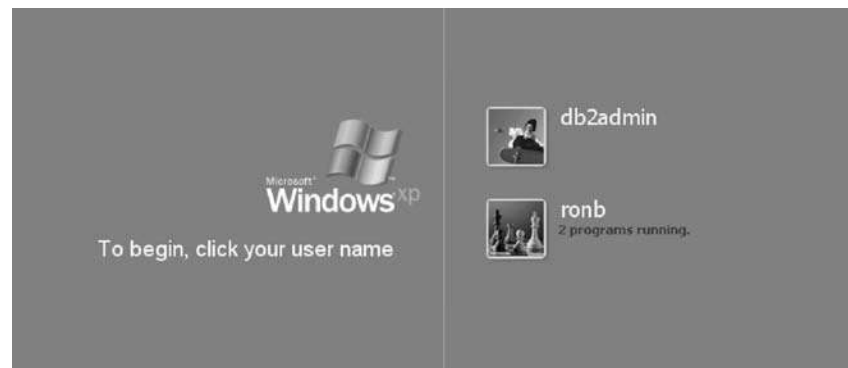 Microsoft
Windows xp
To begin, click your user name
db2admin
ronb
2 programs running.